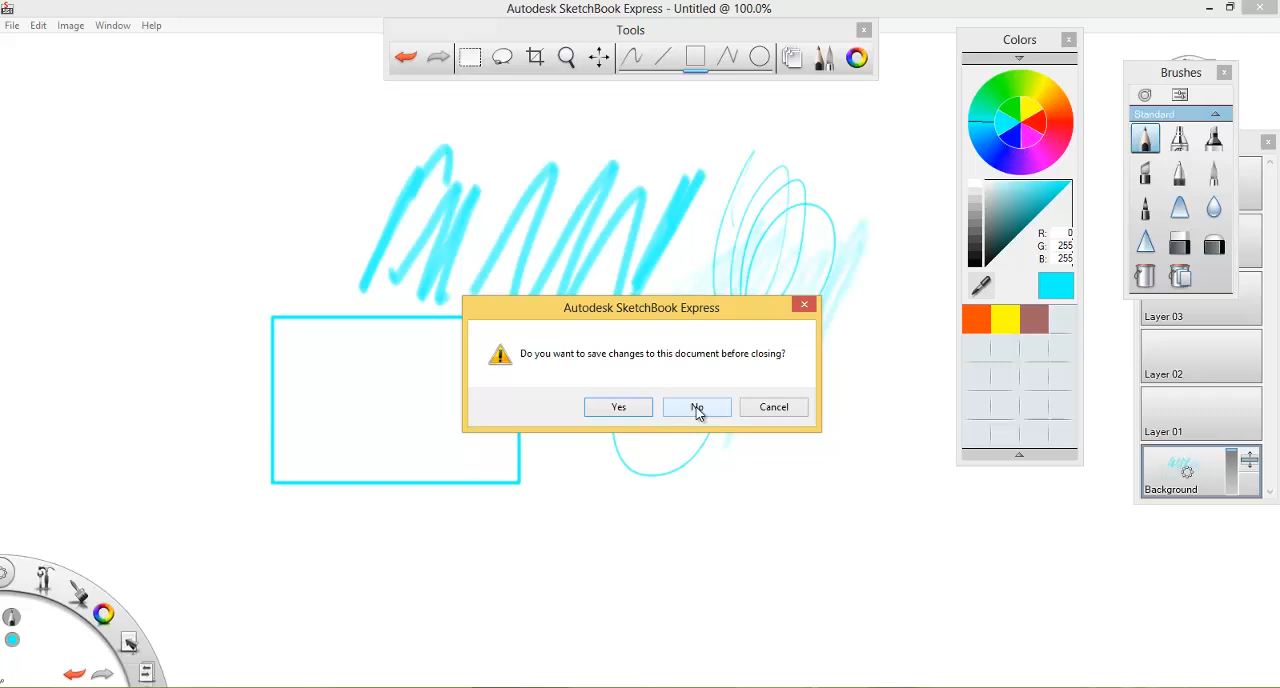 Autodesk SketchBook Express - Untitled @ 100.0%
File Edit Image Window Help
Tools
Colors
Brushes
Standard
R: 0
G: 255
B: 255
Layer 03
Layer 02
Layer 01
Background
Autodesk SketchBook Express
Do you want to save changes to this document before closing?
Yes No Cancel